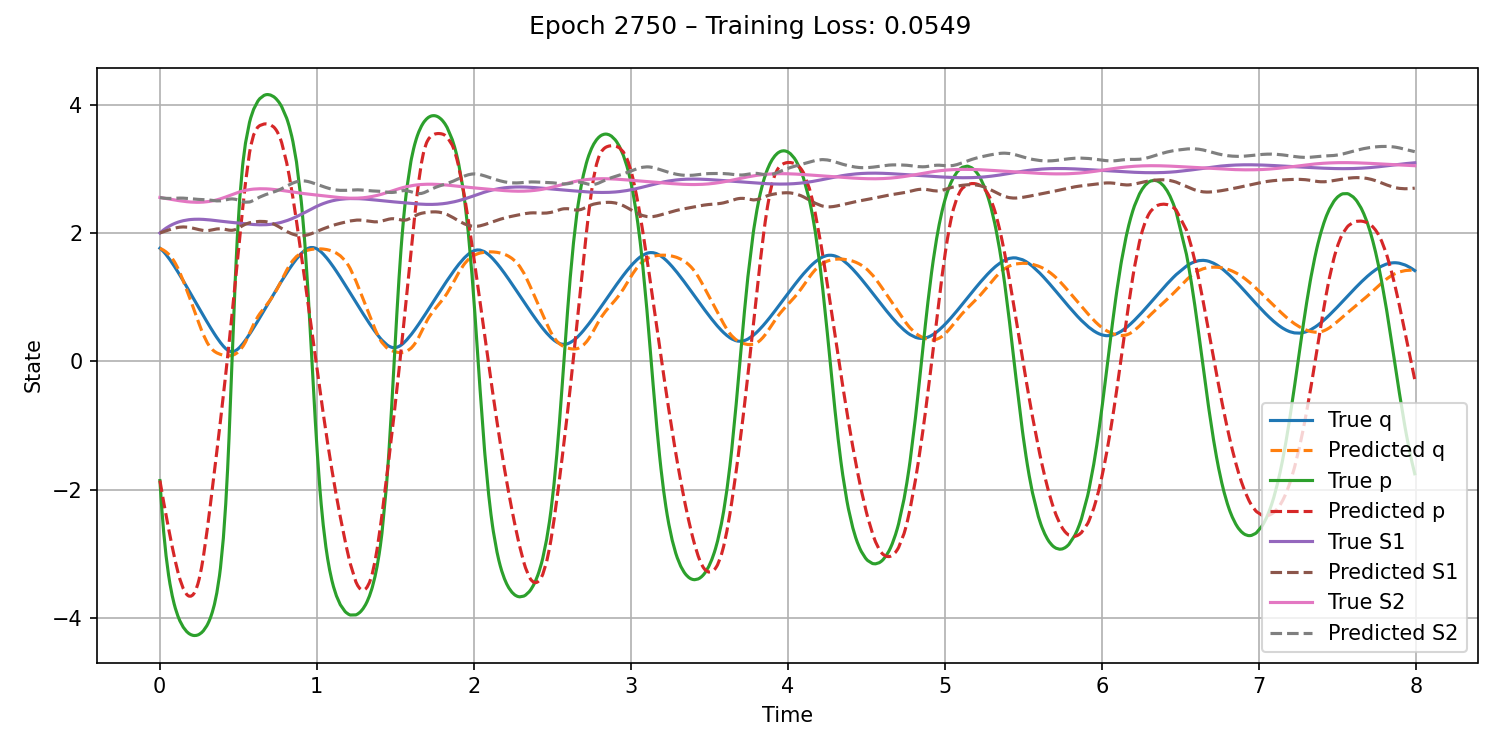 Epoch 2750 – Training Loss: 0.0549
State
4
2
0
−2
−4
0 1 2 3 4 5 6 7 8
Time
True q
Predicted q
True p
Predicted p
True S1
Predicted S1
True S2
Predicted S2